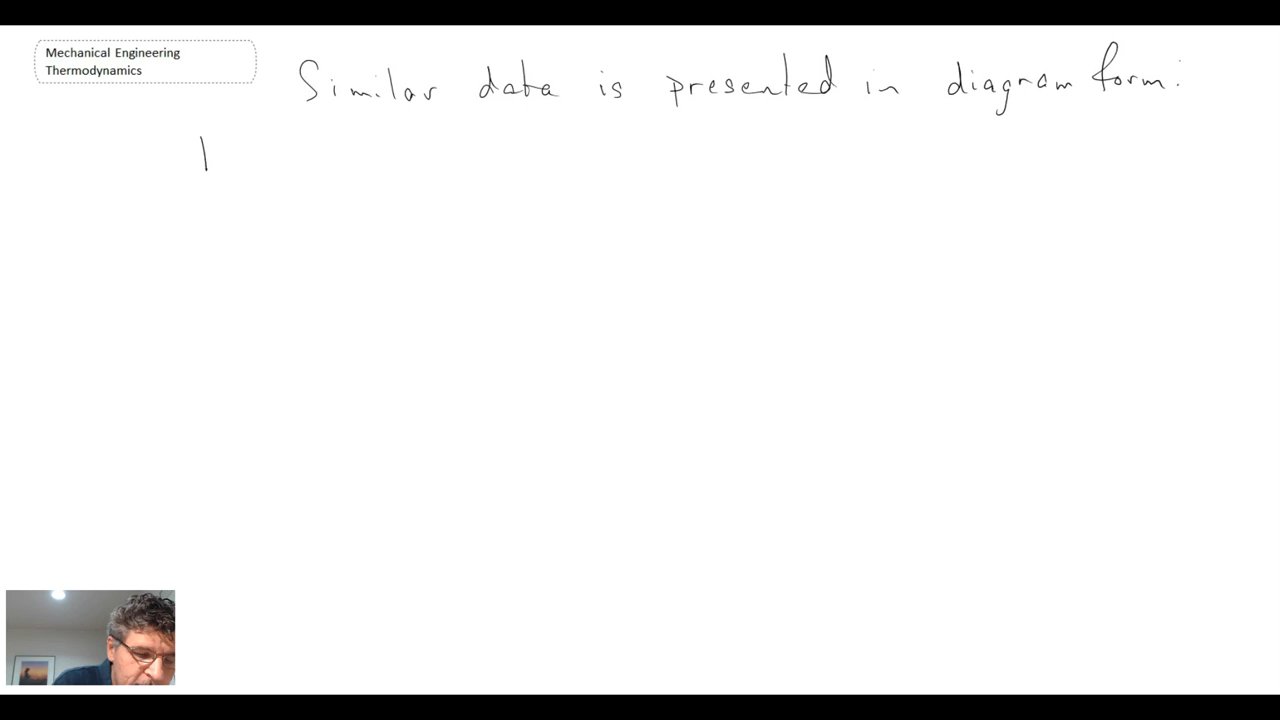 Mechanical Engineering
Thermodynamics
Similar data is presented in diagram form: